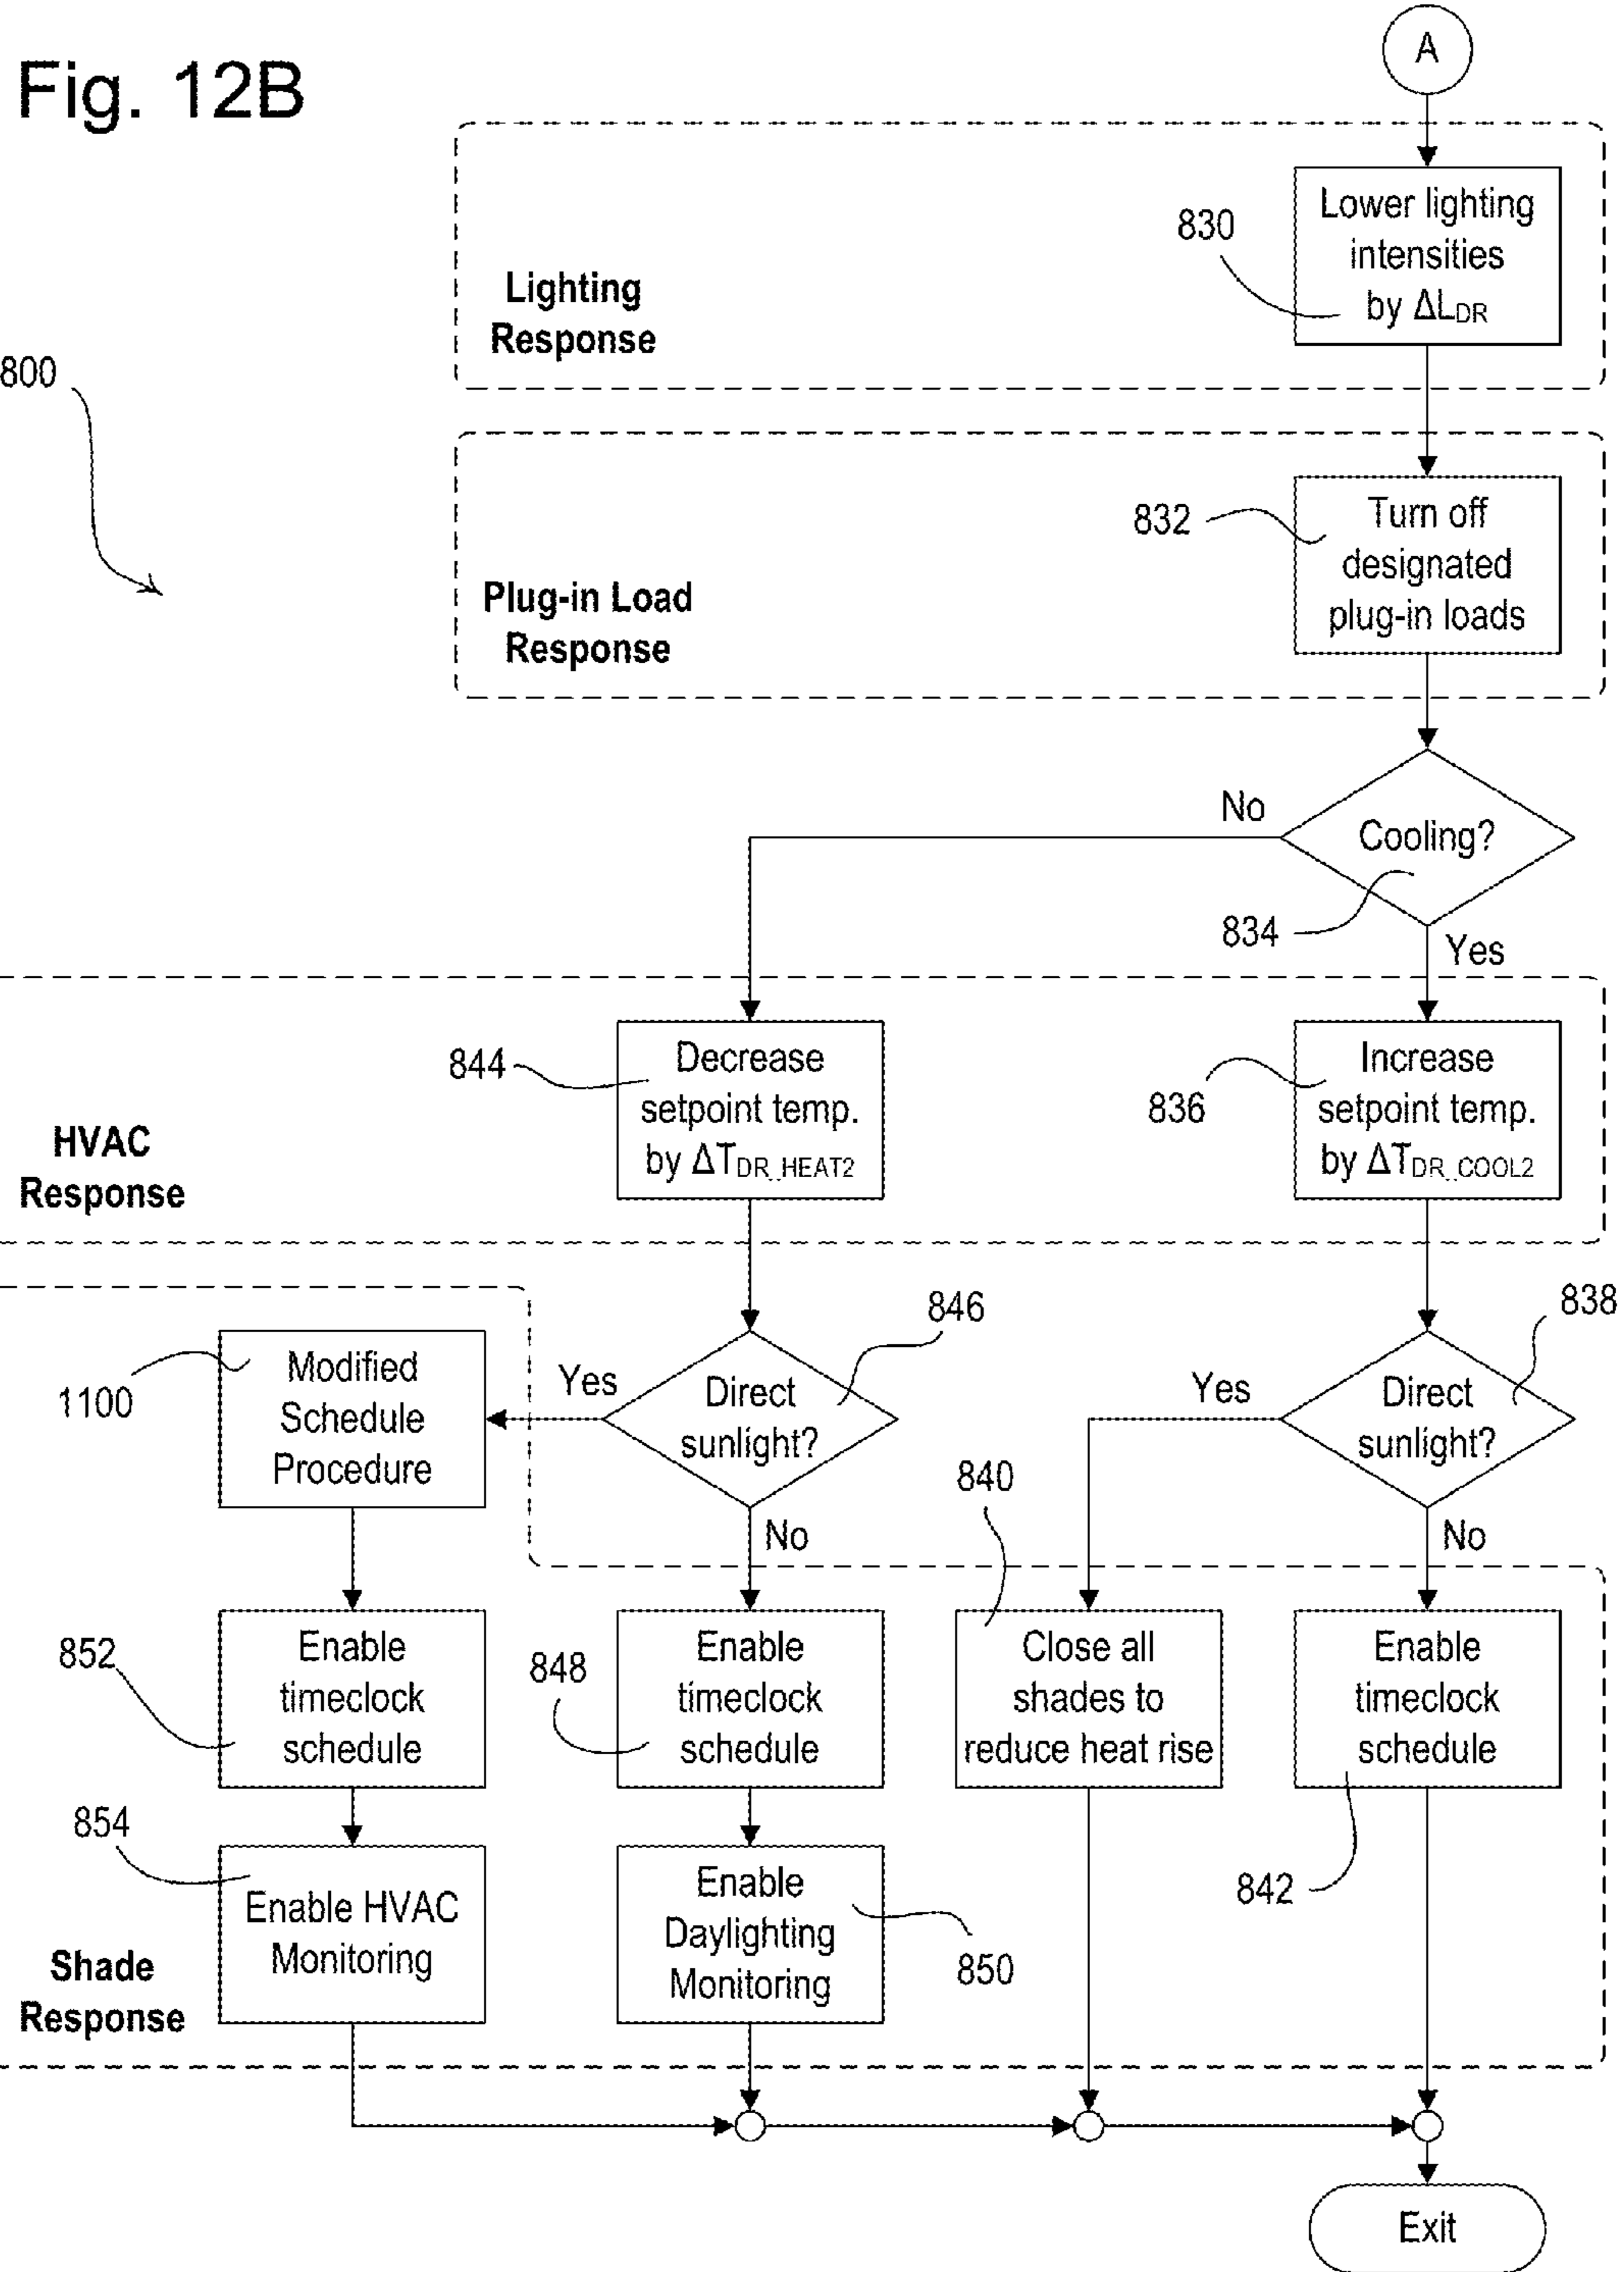 Fig. 12B
A
800
Lighting
Response
830
Lower lighting
intensities
by ΔLDR
Plug-in Load
Response
832
Turn off
designated
plug-in loads
No
Cooling?
834
Yes
HVAC
Response
844
Decrease
setpoint temp.
by ΔTDR_HEAT2
836
Increase
setpoint temp.
by ΔTDR_COOL2
1100
Modified
Schedule
Procedure
Yes
846
Direct
sunlight?
No
Yes
838
Direct
sunlight?
No
840
852
Enable
timeclock
schedule
848
Enable
timeclock
schedule
Close all
shades to
reduce heat rise
Enable
timeclock
schedule
842
854
Enable HVAC
Monitoring
Enable
Daylighting
Monitoring
850
Shade
Response
Exit